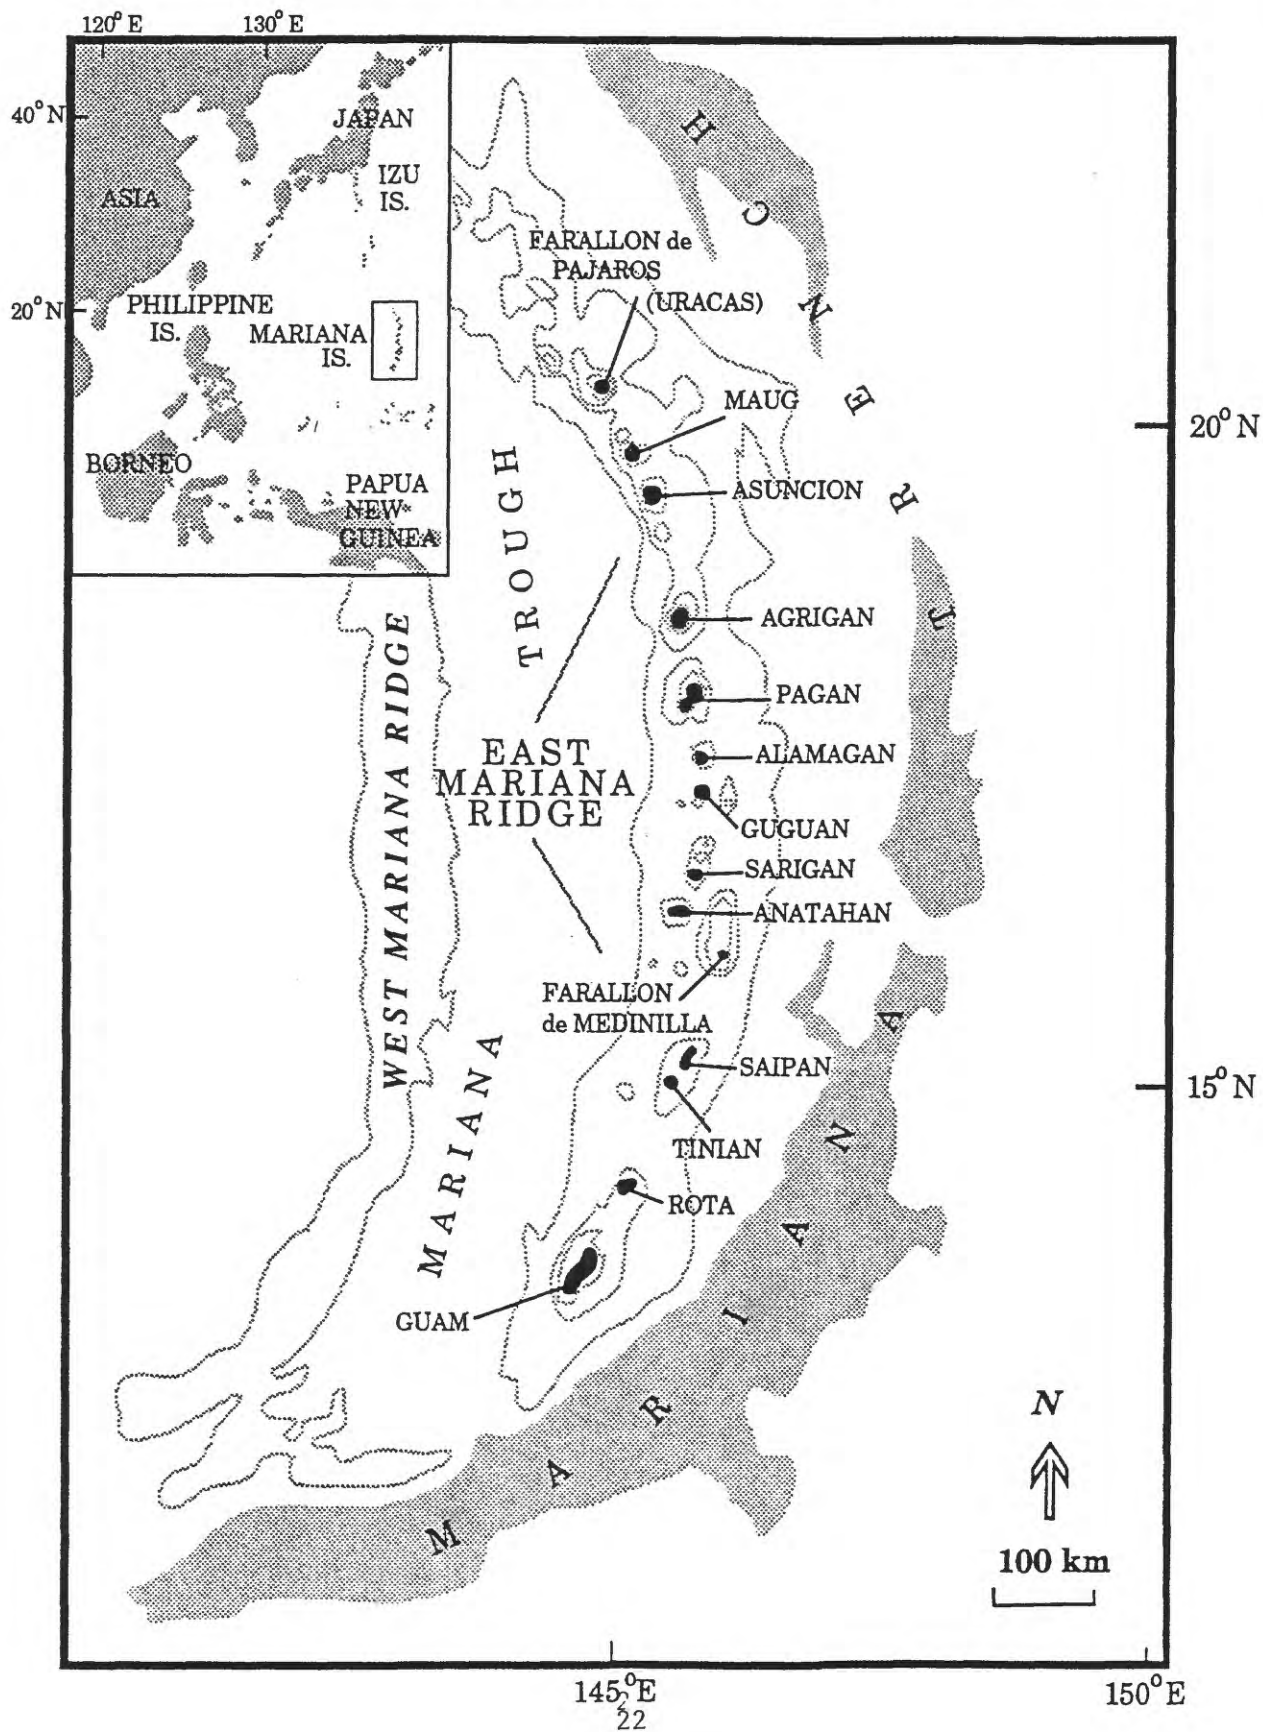 120° E
130° E
40° N
20° N
JAPAN
IZU
IS.
ASIA
PHILIPPINE
IS.
MARIANA
IS.
BORNEO
PAPUA
NEW
GUINEA
FARALLON de
PAJAROS
(URACAS)
MAUG
ASUNCION
AGRIGAN
PAGAN
ALAMAGAN
GUGUAN
SARIGAN
ANATAHAN
FARALLON
de MEDINILLA
SAIPAN
TINIAN
ROTA
GUAM
WEST MARIANA RIDGE
EAST
MARIANA
RIDGE
MARIANA TROUGH
MARIANA TRENCH
20° N
15° N
N
100 km
145° E
150° E
2
22